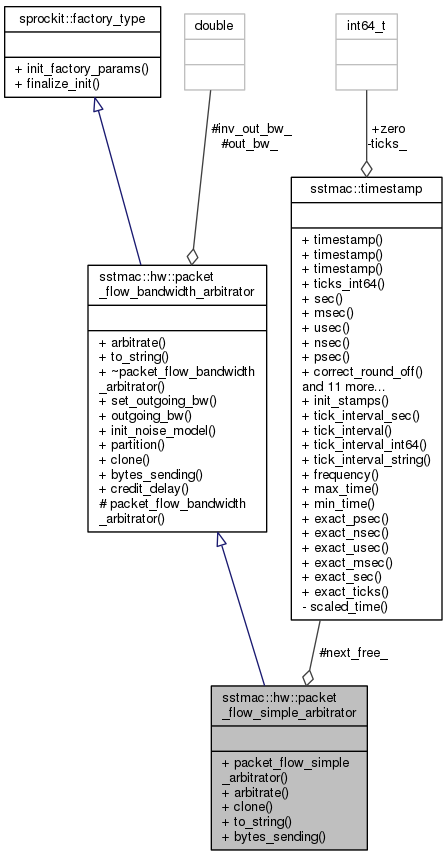 sprockit::factory_type
+ init_factory_params()
+ finalize_init()
double
int64_t
#inv_out_bw_
#out_bw_
+zero
-ticks_
sstmac::timestamp
+ timestamp()
+ timestamp()
+ timestamp()
+ ticks_int64()
+ sec()
+ msec()
+ usec()
+ nsec()
+ psec()
+ correct_round_off()
and 11 more...
+ init_stamps()
+ tick_interval_sec()
+ tick_interval()
+ tick_interval_int64()
+ tick_interval_string()
+ frequency()
+ max_time()
+ min_time()
+ exact_psec()
+ exact_nsec()
+ exact_usec()
+ exact_msec()
+ exact_sec()
+ exact_ticks()
- scaled_time()
sstmac::hw::packet
_flow_bandwidth_arbitrator
+ arbitrate()
+ to_string()
+ ~packet_flow_bandwidth
_arbitrator()
+ set_outgoing_bw()
+ outgoing_bw()
+ init_noise_model()
+ partition()
+ clone()
+ bytes_sending()
+ credit_delay()
# packet_flow_bandwidth
_arbitrator()
#next_free_
sstmac::hw::packet
_flow_simple_arbitrator
+ packet_flow_simple
_arbitrator()
+ arbitrate()
+ clone()
+ to_string()
+ bytes_sending()